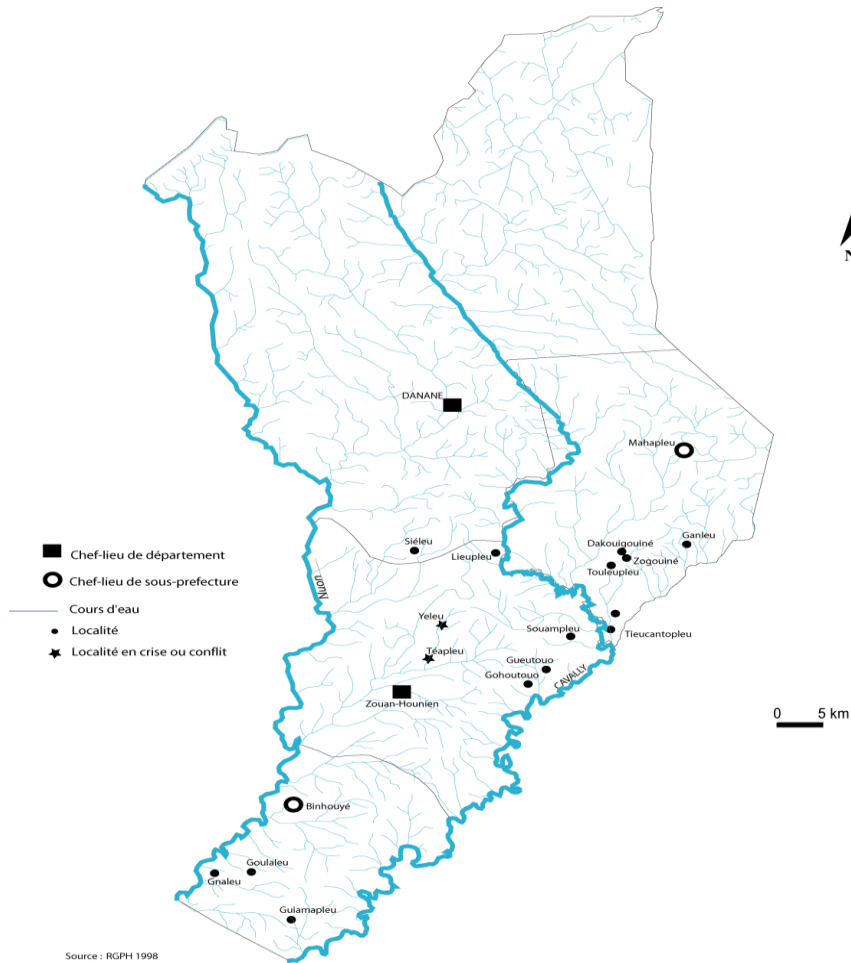 N
DANANE
Mahapleu
Siéleu
Lieupleu
Dakouigouiné
Ganleu
Zogouiné
Touleupleu
Chef-lieu de département
Chef-lieu de sous-prefecture
Cours d'eau
Localité
Localité en crise ou conflit
Nuon
Yeleu
Souampleu
Tieucantopleu
Téapleu
Gueutouo
Gohoutouo
CAVALLY
Zouan-Hounien
0 5 km
Binhouyé
Goulaleu
Gnaleu
Guiamapleu
Source : RGPH 1998